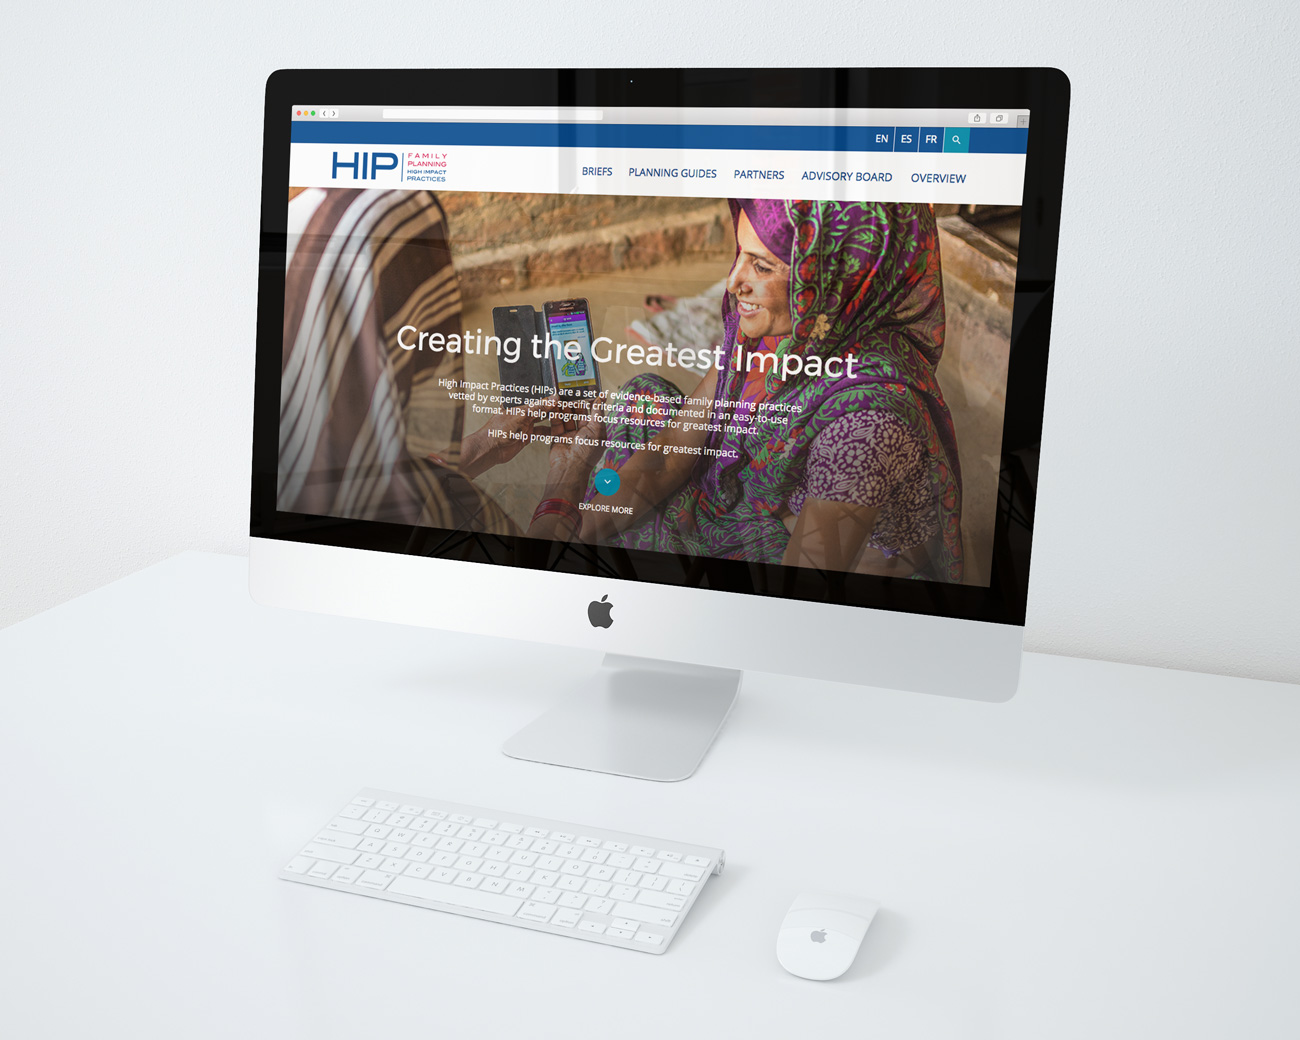 EN ES FR
HIP
FAMILY
PLANNING
HIGH IMPACT
PRACTICES
BRIEFS PLANNING GUIDES PARTNERS ADVISORY BOARD OVERVIEW
Creating the Greatest Impact
High Impact Practices (HIPs) are a set of evidence-based family planning practices
vetted by experts against specific criteria and documented in an easy-to-use
format. HIPs help programs focus resources for greatest impact.
HIPs help programs focus resources for greatest impact.
EXPLORE MORE